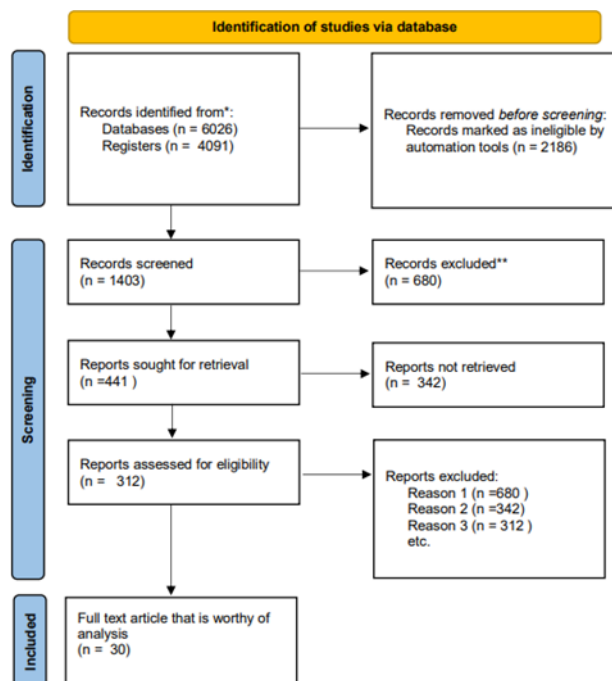 Identification of studies via database
Identification
Records identified from*:
Databases (n = 6026)
Registers (n = 4091)
Records removed before screening:
Records marked as ineligible by
automation tools (n = 2186)
Screening
Records screened
(n = 1403)
Records excluded**
(n = 680)
Reports sought for retrieval
(n =441 )
Reports not retrieved
(n = 342)
Reports assessed for eligibility
(n = 312)
Reports excluded:
Reason 1 (n =680 )
Reason 2 (n =342)
Reason 3 (n = 312 )
etc.
Included
Full text article that is worthy of
analysis
(n = 30)